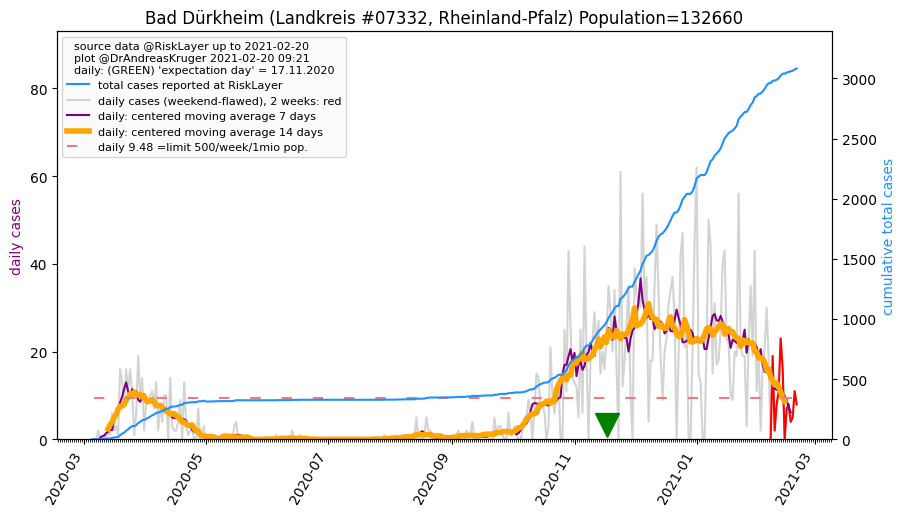 Bad Dürkheim (Landkreis #07332, Rheinland-Pfalz) Population=132660
source data @RiskLayer up to 2021-02-20
plot @DrAndreasKruger 2021-02-20 09:21
daily: (GREEN) 'expectation day' = 17.11.2020
total cases reported at RiskLayer
daily cases (weekend-flawed), 2 weeks: red
daily: centered moving average 7 days
daily: centered moving average 14 days
daily 9.48 =limit 500/week/1mio pop.
daily cases
80
60
40
20
0
cumulative total cases
3000
2500
2000
1500
1000
500
0
2020-03
2020-05
2020-07
2020-09
2020-11
2021-01
2021-03